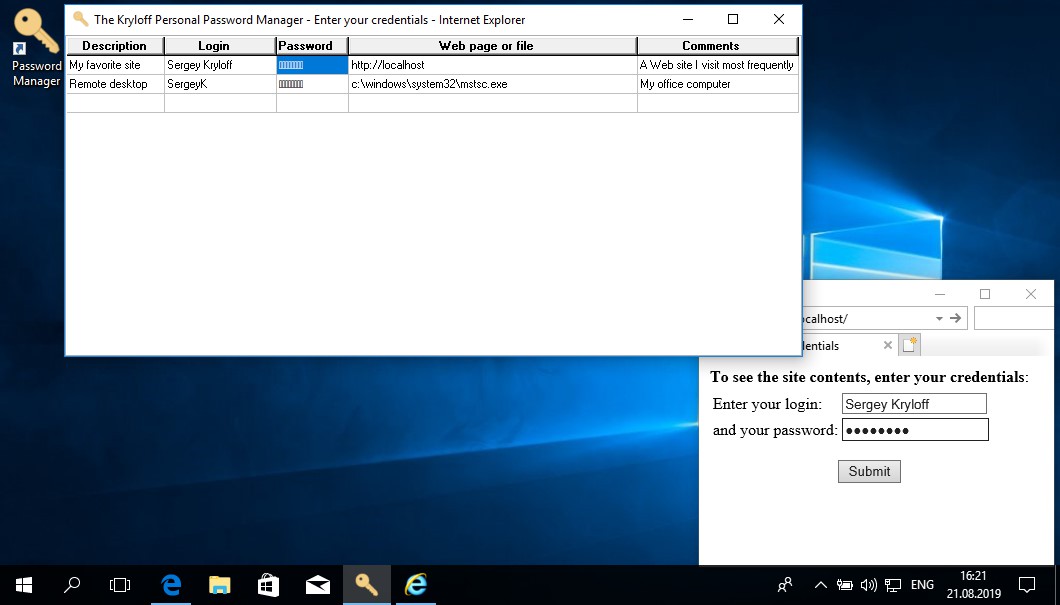 Password
Manager
The Kryloff Personal Password Manager - Enter your credentials - Internet Explorer
Description Login Password Web page or file Comments
My favorite site Sergey Kryloff http://localhost A Web site I visit most frequently
Remote desktop SergeyK c:\windows\system32\mstsc.exe My office computer
ocalhost/
dentials
To see the site contents, enter your credentials:
Enter your login: Sergey Kryloff
and your password: ●●●●●●●●
Submit
ENG
16:21
21.08.2019